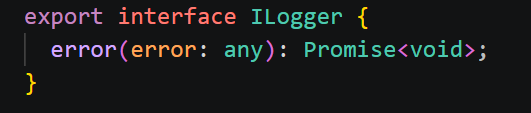 export interface ILogger {
  error(error: any): Promise<void>;
}